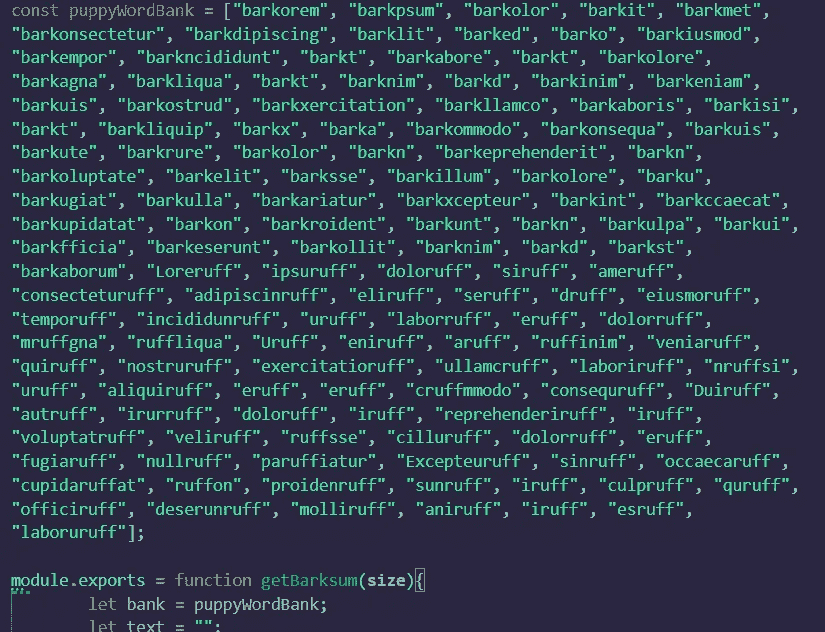 const puppyWordBank = ["barkorem", "barkpsum", "barkolor", "barkit", "barkmet",
"barkonsectetur", "barkdipiscing", "barklit", "barked", "barko", "barkiusmod",
"barkempor", "barkncididunt", "barkt", "barkabore", "barkt", "barkolore",
"barkagna", "barkliqua", "barkt", "barknim", "barkd", "barkinim", "barkeniam",
"barkuis", "barkostrud", "barkxercitation", "barkllamco", "barkaboris", "barkisi",
"barkt", "barkliquip", "barkx", "barka", "barkommodo", "barkonsequa", "barkuis",
"barkute", "barkrure", "barkolor", "barkn", "barkeprehenderit", "barkn",
"barkoluptate", "barkelit", "barksse", "barkillum", "barkolore", "barku",
"barkugiat", "barkulla", "barkariatur", "barkxcepteur", "barkint", "barkccaecat",
"barkupidatat", "barkon", "barkroident", "barkunt", "barkn", "barkulpa", "barkui",
"barkfficia", "barkeserunt", "barkollit", "barknim", "barkd", "barkst",
"barkaborum", "Loreruff", "ipsuruff", "doloruff", "siruff", "ameruff",
"consecteturuff", "adipiscinruff", "eliruff", "seruff", "druff", "eiusmoruff",
"temporuff", "incididunruff", "uruff", "laborruff", "eruff", "dolorruff",
"mruffgna", "ruffliqua", "Uruff", "eniruff", "aruff", "ruffinim", "veniaruff",
"quiruff", "nostruruff", "exercitatioruff", "ullamcruff", "laboriruff", "nruffsi",
"uruff", "aliquiruff", "eruff", "eruff", "cruffmmodo", "consequruff", "Duiruff",
"autruff", "irurruff", "doloruff", "iruff", "reprehenderiruff", "iruff",
"voluptatruff", "veliruff", "ruffsse", "cilluruff", "dolorruff", "eruff",
"fugiaruff", "nullruff", "paruffiatur", "Excepteuruff", "sinruff", "occaecaruff",
"cupidaruffat", "ruffon", "proidenruff", "sunruff", "iruff", "culpruff", "quruff",
"officiruff", "deserunruff", "molliruff", "aniruff", "iruff", "esruff",
"laboruruff"];
module.exports = function getBarksum(size){
let bank = puppyWordBank;
let text = "";